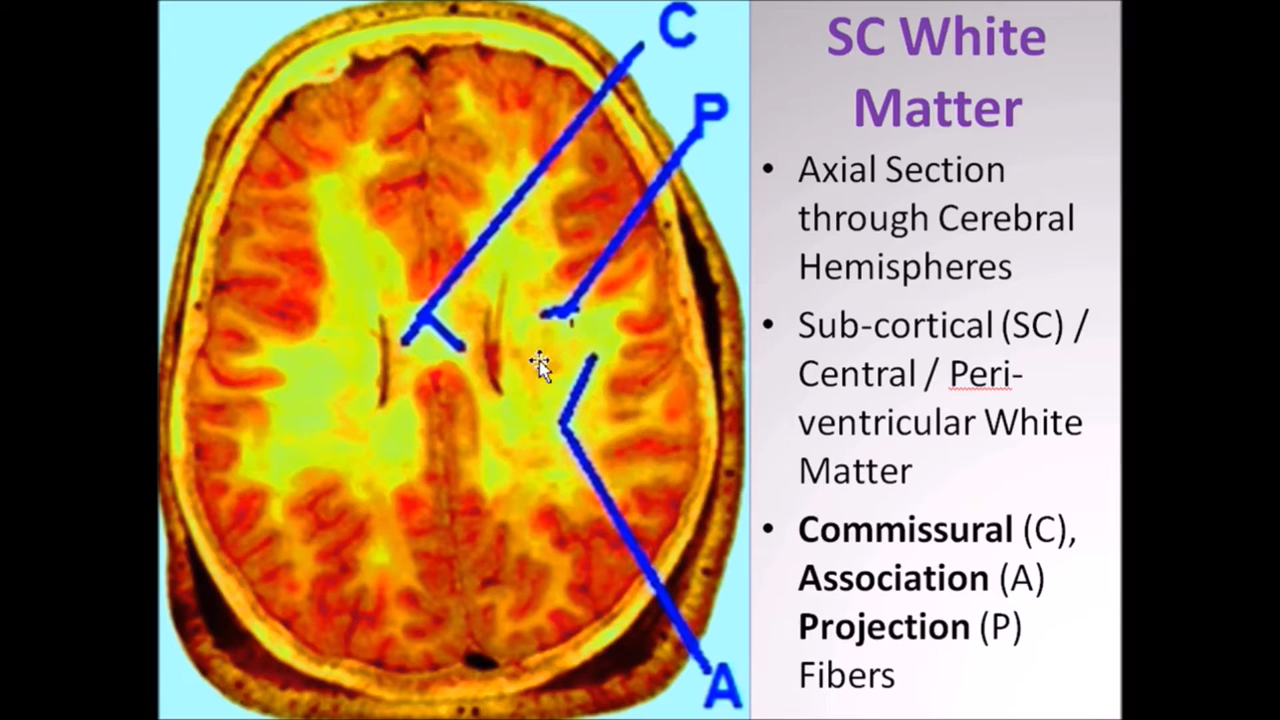 C
P
A
SC White
Matter
• Axial Section
through Cerebral
Hemispheres
• Sub-cortical (SC) /
Central / Peri-
ventricular White
Matter
• Commissural (C),
Association (A)
Projection (P)
Fibers